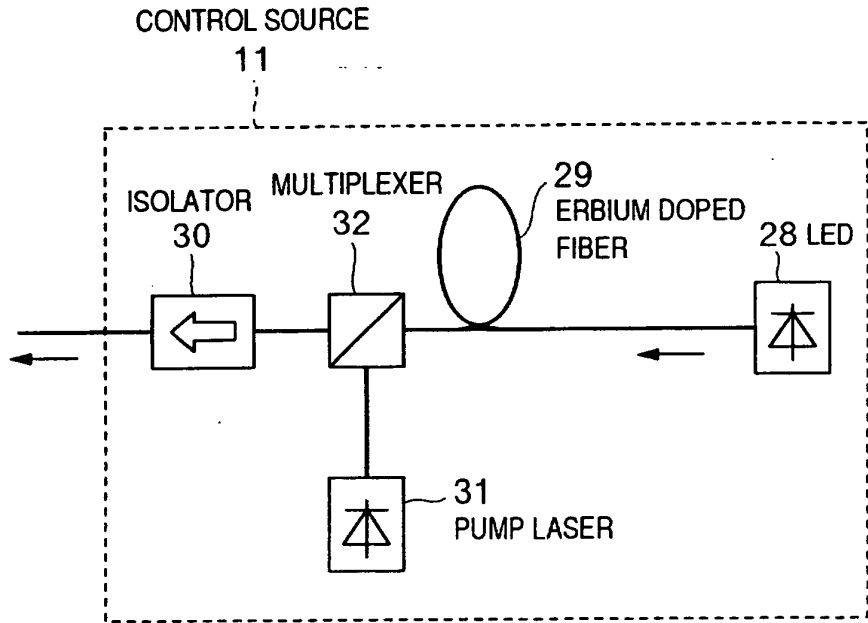 CONTROL SOURCE
11
ISOLATOR
30
MULTIPLEXER
32
29
ERBIUM DOPED
FIBER
28 LED
31
PUMP LASER